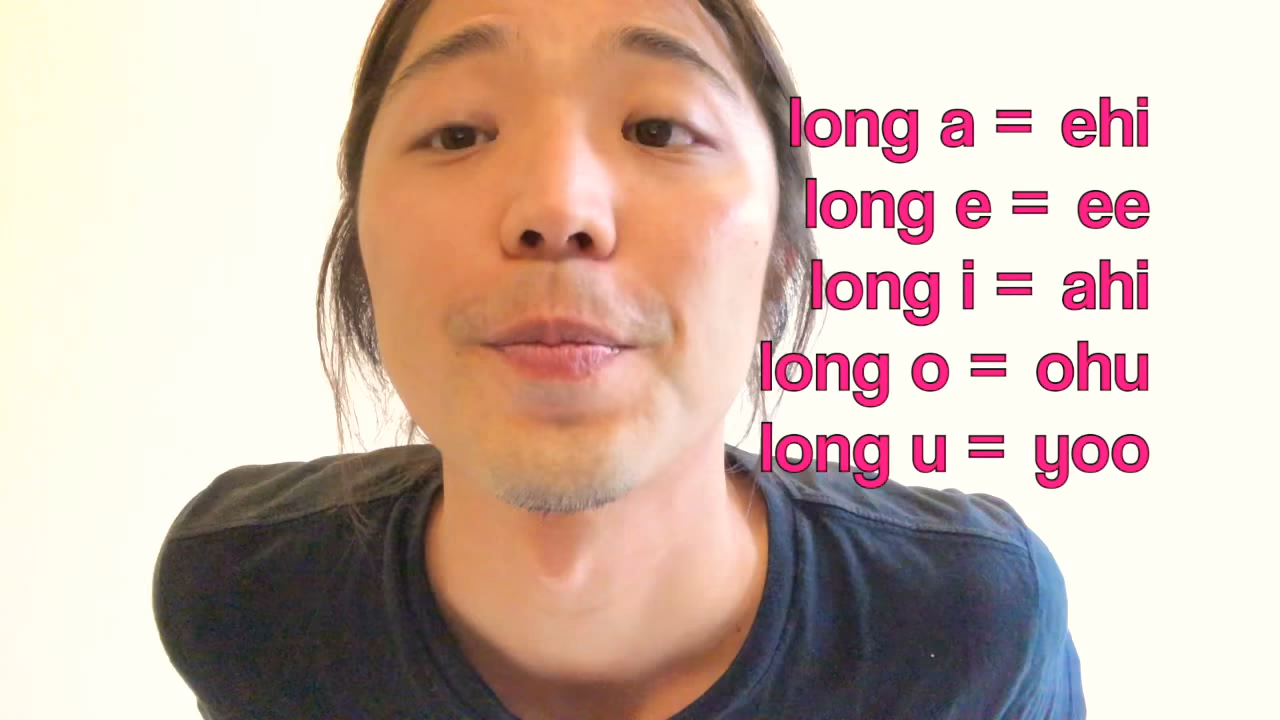 long a = ehi
long e = ee
long i = ahi
long o = ohu
long u = yoo